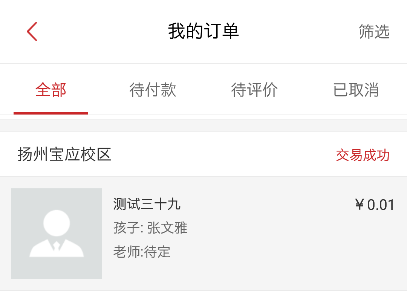 我的订单 筛选
全部 待付款 待评价 已取消
扬州宝应校区 交易成功
测试三十九 ￥0.01
孩子: 张文雅
老师:待定